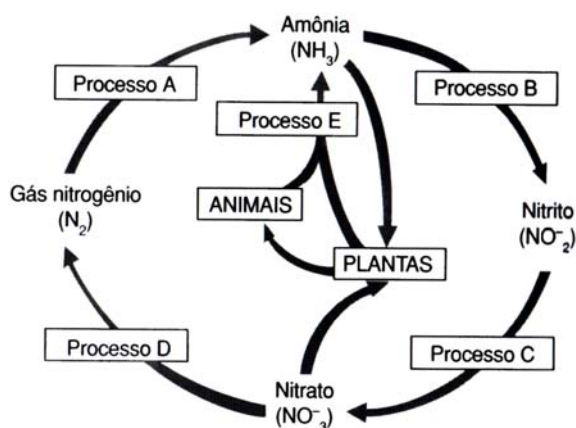 Amônia
(NH₃)
Processo A
Processo B
Processo E
Gás nitrogênio
(N₂)
ANIMAIS
Nitrito
(NO⁻₂)
PLANTAS
Processo D
Processo C
Nitrato
(NO⁻₃)